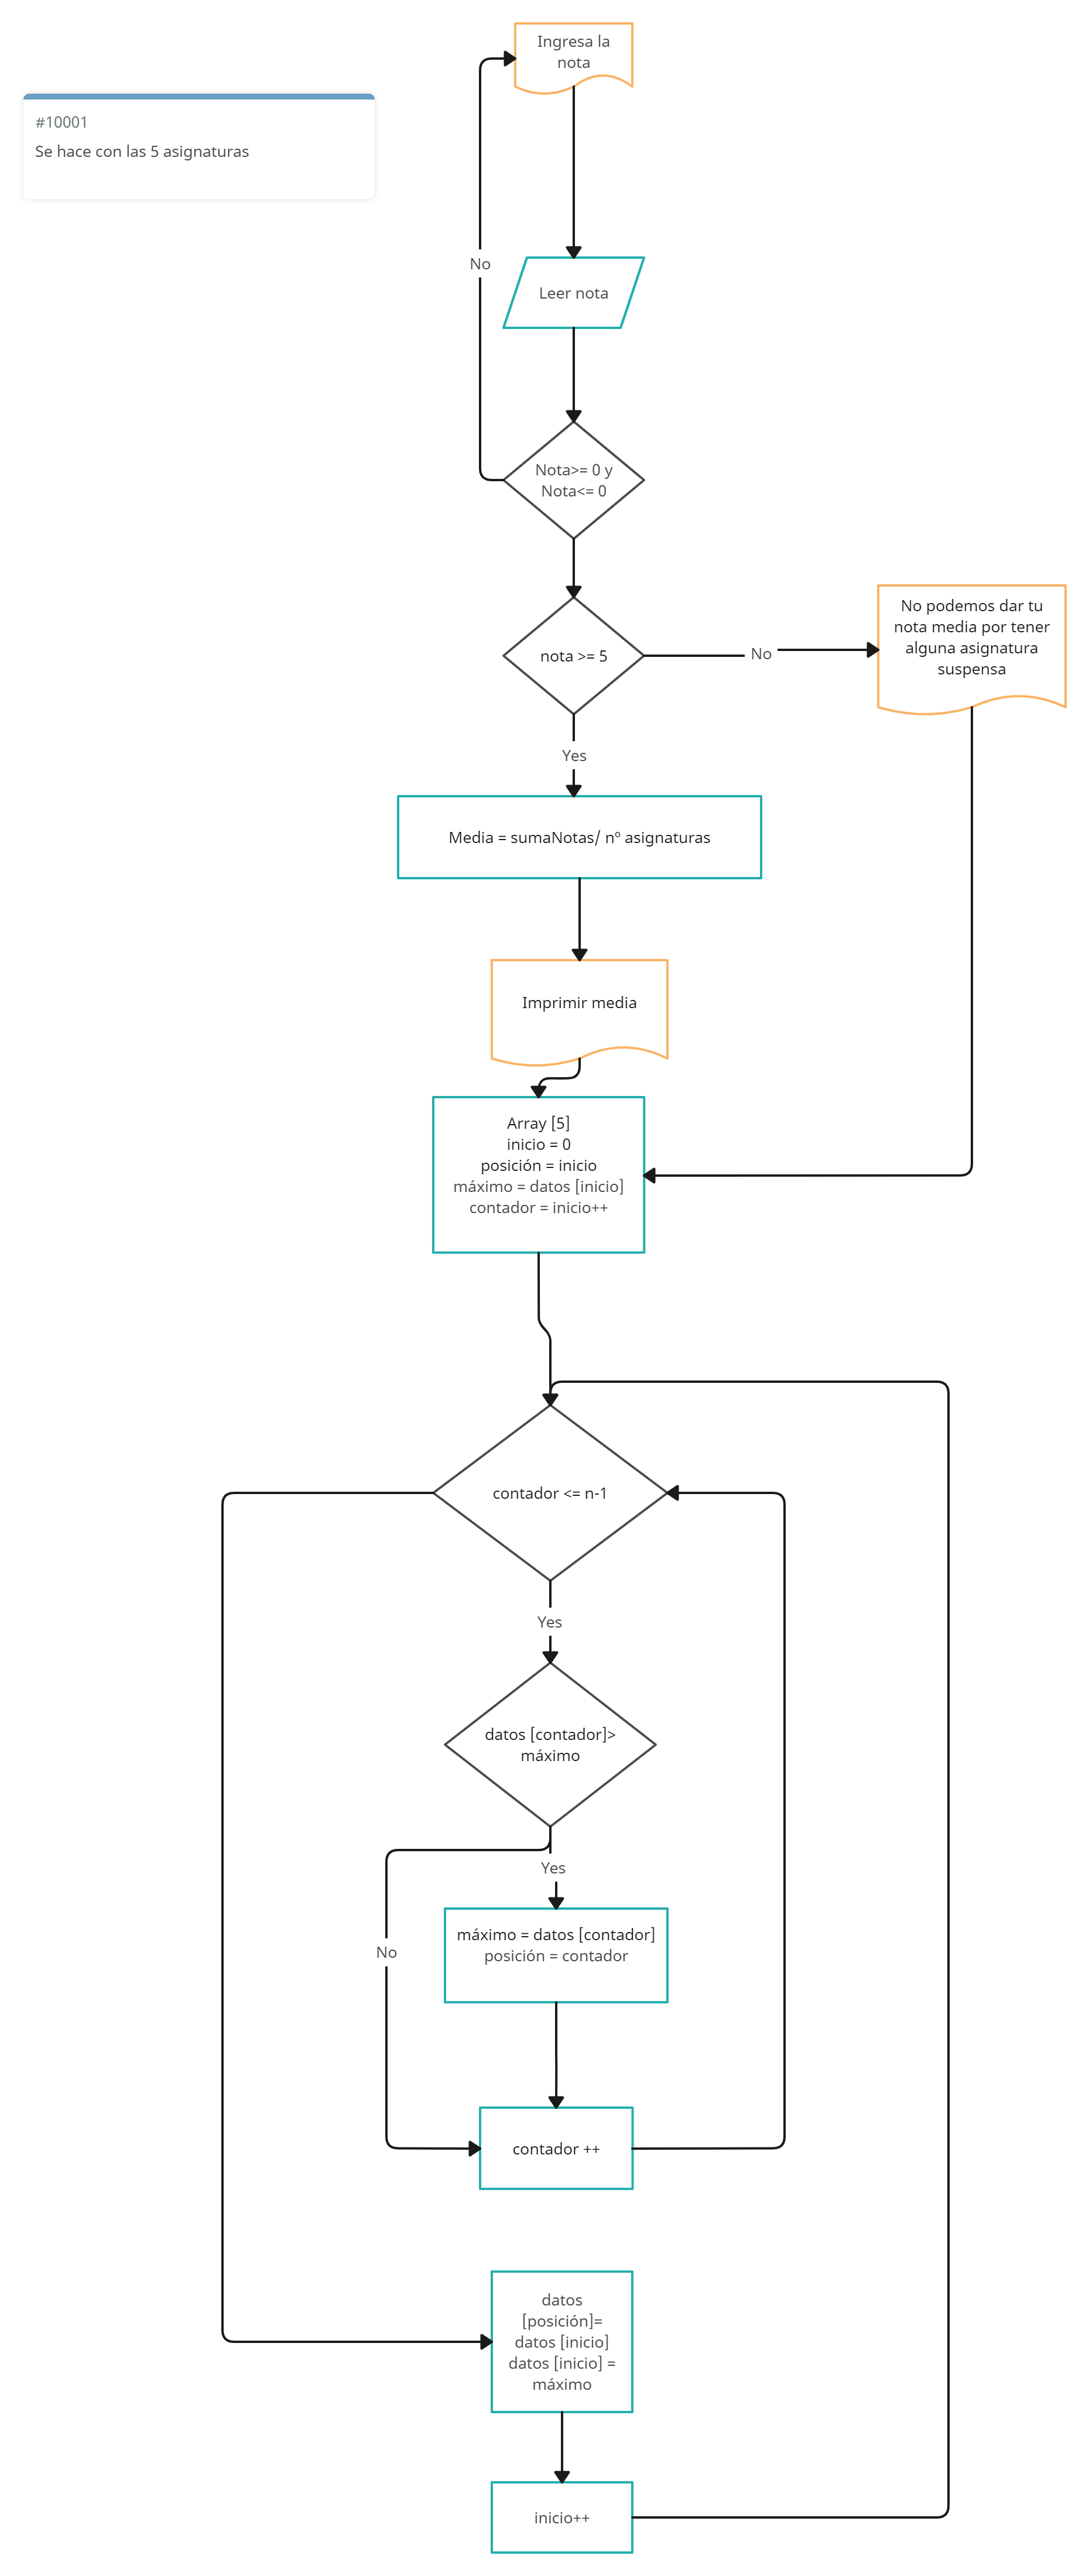 Ingresa la
nota
#10001
Se hace con las 5 asignaturas
No
Leer nota
Nota>= 0 y
Nota<= 0
nota >= 5
No
No podemos dar tu
nota media por tener
alguna asignatura
suspensa
Yes
Media = sumaNotas/ nº asignaturas
Imprimir media
Array [5]
inicio = 0
posición = inicio
máximo = datos [inicio]
contador = inicio++
contador <= n-1
Yes
datos [contador]>
máximo
Yes
máximo = datos [contador]
posición = contador
No
contador ++
datos
[posición]=
datos [inicio]
datos [inicio] =
máximo
inicio++